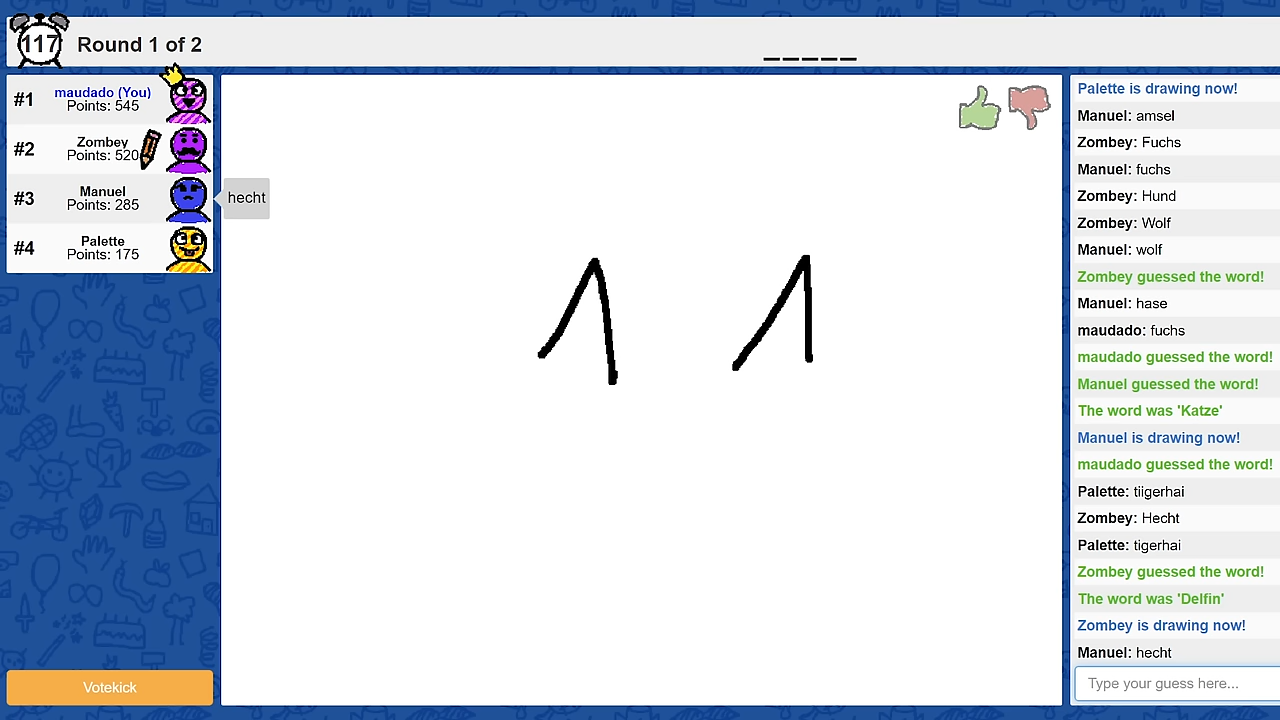 117
Round 1 of 2
_ _ _ _ _
#1
maudado (You)
Points: 545
#2
Zombey
Points: 520
#3
Manuel
Points: 285
#4
Palette
Points: 175
hecht
Palette is drawing now!
Manuel: amsel
Zombey: Fuchs
Manuel: fuchs
Zombey: Hund
Zombey: Wolf
Manuel: wolf
Zombey guessed the word!
Manuel: hase
maudado: fuchs
maudado guessed the word!
Manuel guessed the word!
The word was 'Katze'
Manuel is drawing now!
maudado guessed the word!
Palette: tiigerhai
Zombey: Hecht
Palette: tigerhai
Zombey guessed the word!
The word was 'Delfin'
Zombey is drawing now!
Manuel: hecht
Type your guess here...
Votekick